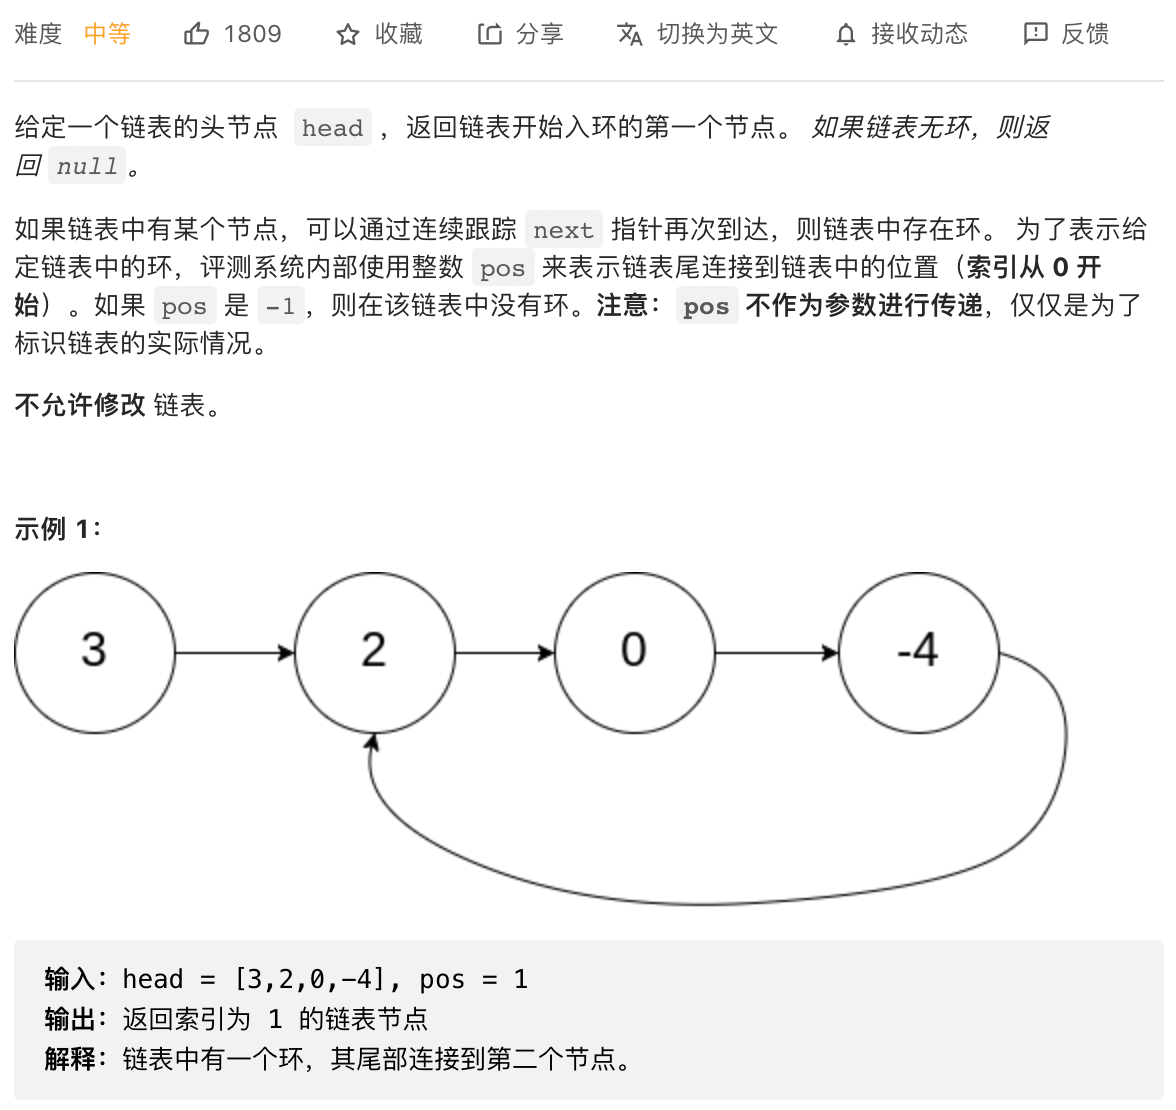 难度 中等 1809 收藏 分享 切换为英文 接收动态 反馈
给定一个链表的头节点 head ，返回链表开始入环的第一个节点。 如果链表无环，则返
回 null。
如果链表中有某个节点，可以通过连续跟踪 next 指针再次到达，则链表中存在环。 为了表示给
定链表中的环，评测系统内部使用整数 pos 来表示链表尾连接到链表中的位置（索引从 0 开
始）。如果 pos 是 -1，则在该链表中没有环。注意：pos 不作为参数进行传递，仅仅是为了
标识链表的实际情况。
不允许修改 链表。
示例 1：
3 2 0 -4
输入：head = [3,2,0,-4], pos = 1
输出：返回索引为 1 的链表节点
解释：链表中有一个环，其尾部连接到第二个节点。